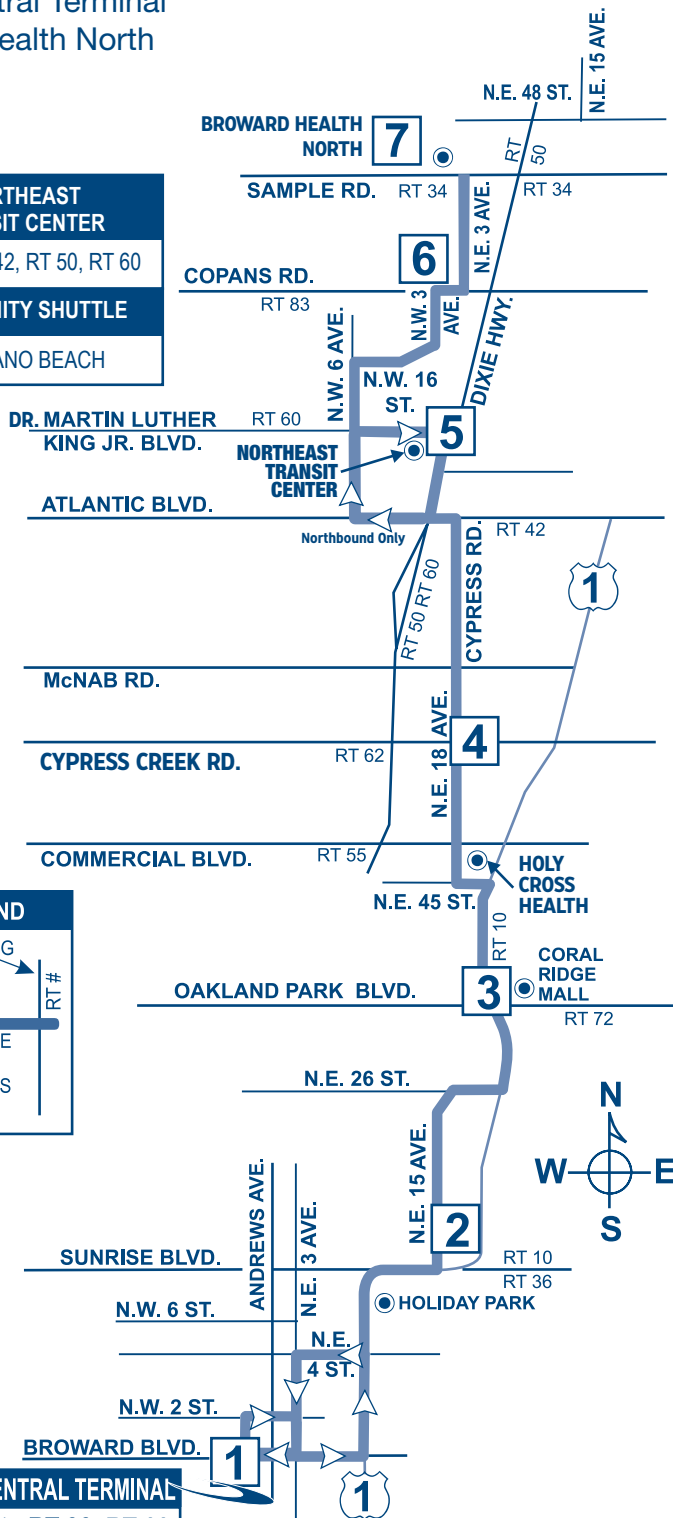 tral Terminal
ealth North
N.E. 15 AVE.
N.E. 48 ST.
BROWARD HEALTH
NORTH
7
RT 50
SAMPLE RD.
RT 34
RT 34
RTHEAST
SIT CENTER
42, RT 50, RT 60
ITY SHUTTLE
ANO BEACH
6
N.E. 3 AVE.
COPANS RD.
RT 83
N.W. 3
AVE.
DIXIE HWY.
N.W. 6 AVE.
N.W. 16
ST.
DR. MARTIN LUTHER
KING JR. BLVD.
RT 60
5
NORTHEAST
TRANSIT
CENTER
ATLANTIC BLVD.
Northbound Only
RT 42
CYPRESS RD.
1
RT 50 RT 60
McNAB RD.
N.E. 18 AVE.
4
CYPRESS CREEK RD.
RT 62
COMMERCIAL BLVD.
RT 55
HOLY
CROSS
HEALTH
N.E. 45 ST.
RT 10
ND
G
RT #
E
S
OAKLAND PARK BLVD.
3
CORAL
RIDGE
MALL
RT 72
N.E. 26 ST.
N
W
E
S
N.E. 15 AVE.
2
ANDREWS AVE.
N.E. 3 AVE.
SUNRISE BLVD.
RT 10
RT 36
HOLIDAY PARK
N.W. 6 ST.
N.E.
4 ST.
N.W. 2 ST.
BROWARD BLVD.
1
1
ENTRAL TERMINAL